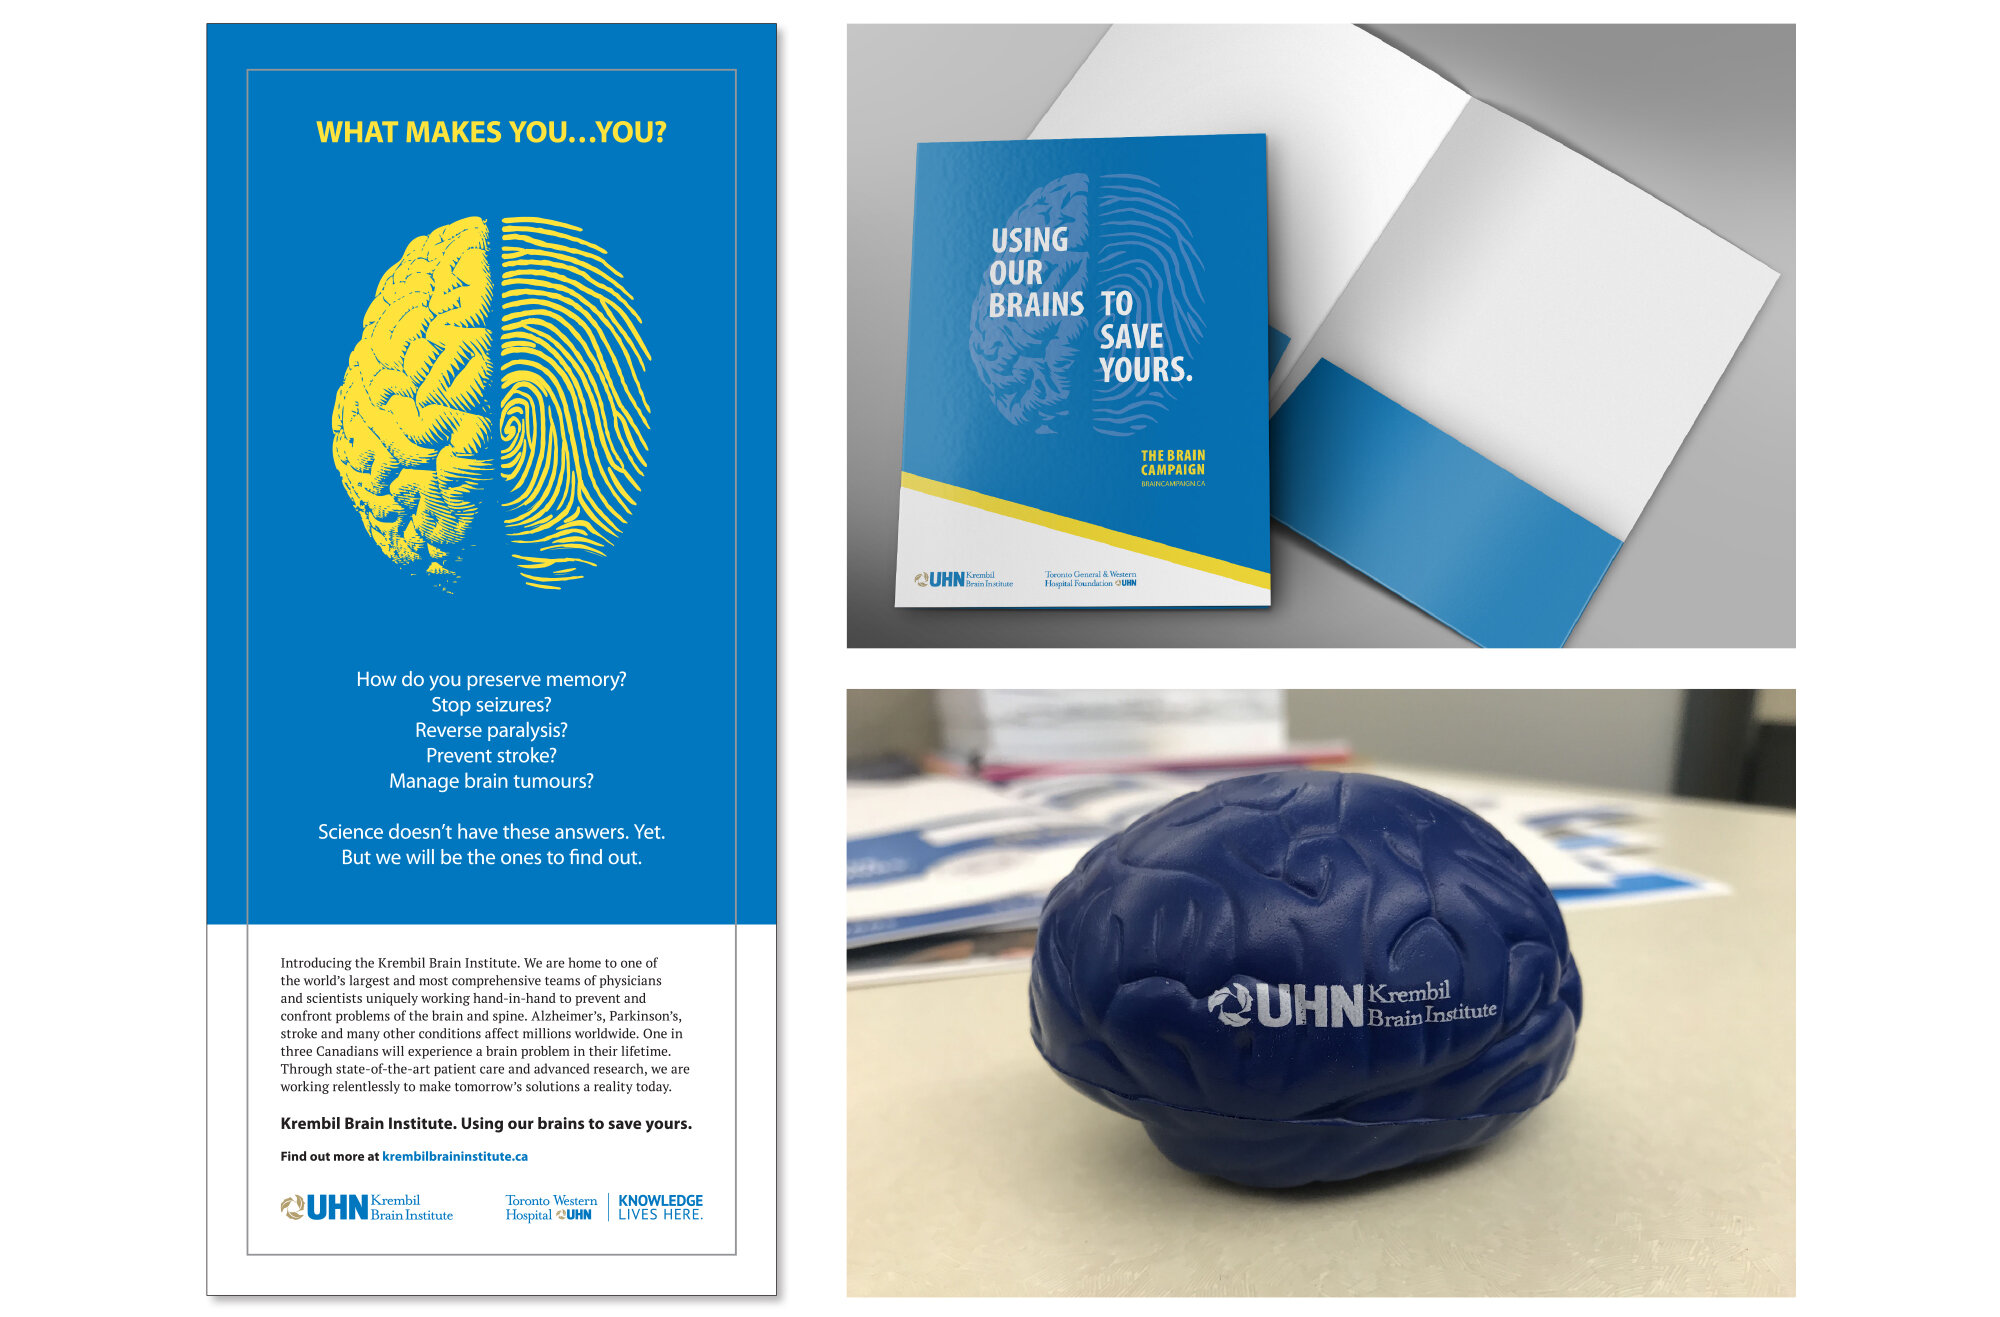 WHAT MAKES YOU...YOU?
How do you preserve memory?
Stop seizures?
Reverse paralysis?
Prevent stroke?
Manage brain tumours?
Science doesn’t have these answers. Yet.
But we will be the ones to find out.
Introducing the Krembil Brain Institute. We are home to one of
the world’s largest and most comprehensive teams of physicians
and scientists uniquely working hand-in-hand to prevent and
confront problems of the brain and spine. Alzheimer’s, Parkinson’s,
stroke and many other conditions affect millions worldwide. One in
three Canadians will experience a brain problem in their lifetime.
Through state-of-the-art patient care and advanced research, we are
working relentlessly to make tomorrow’s solutions a reality today.
Krembil Brain Institute. Using our brains to save yours.
Find out more at krembilbraininstitute.ca
UHN Krembil
Brain Institute
Toronto Western
Hospital UHN
KNOWLEDGE
LIVES HERE.
USING
OUR
BRAINS
TO
SAVE
YOURS.
THE BRAIN
CAMPAIGN
BRAINCAMPAIGN.CA
UHN Krembil
Brain Institute
Toronto General & Western
Hospital Foundation UHN
UHN Krembil
Brain Institute